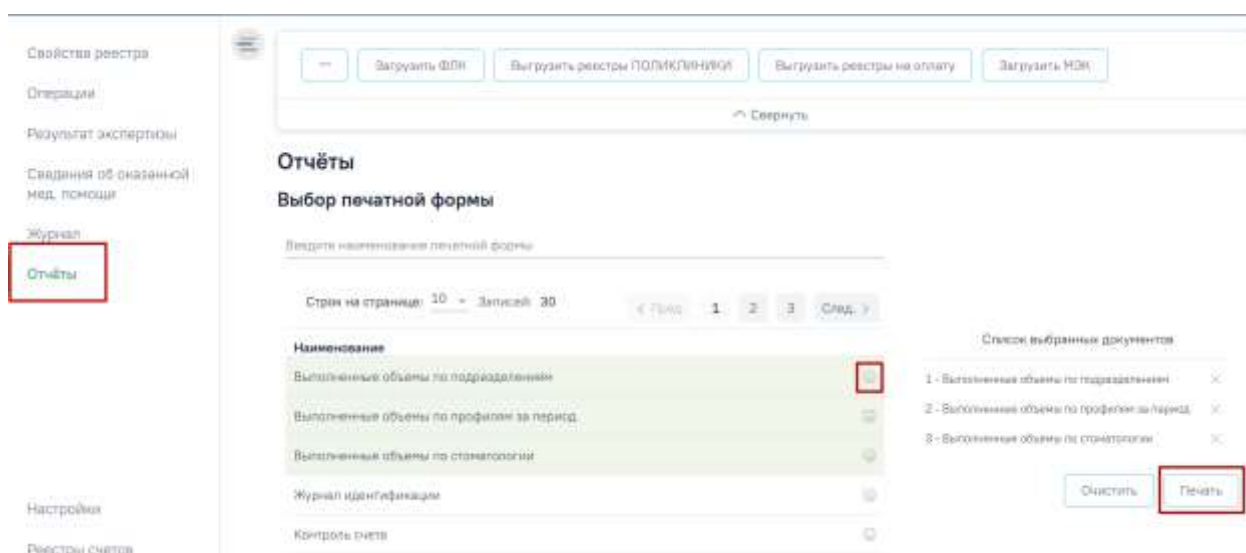 Свойства реестра
Операции
Результат экспертизы
Сведения об оказанной
мед. помощи
Журнал
Отчёты
Настройки
Реестры счетов
Загрузить ФЛК
Выгрузить реестры ПОЛИКЛИНИКИ
Выгрузить реестры на оплату
Загрузить МЭК
Свернуть
Отчёты
Выбор печатной формы
Введите наименование печатной формы
Строк на странице: 10 Записей: 30
< Пред. 1 2 3 След. >
Наименование
Выполненные объемы по подразделениям
Выполненные объемы по профилям за период
Выполненные объемы по стоматологии
Журнал идентификации
Контроль счета
Список выбранных документов
1 - Выполненные объемы по подразделениям
2 - Выполненные объемы по профилям за период
3 - Выполненные объемы по стоматологии
Очистить
Печать